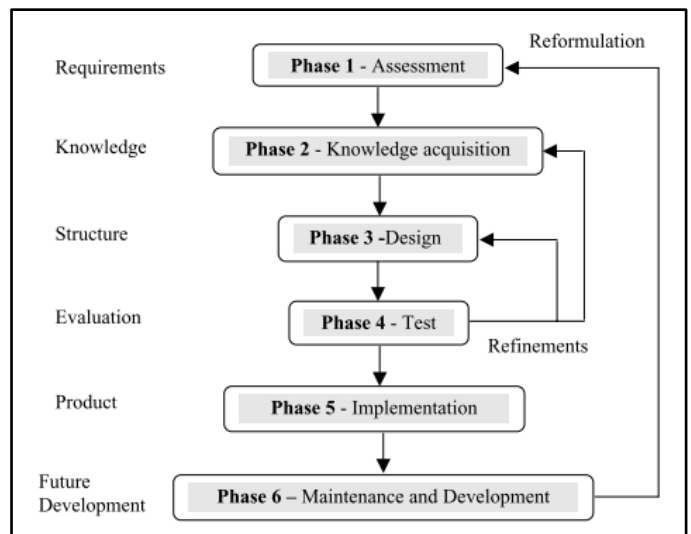 Reformulation
Requirements
Phase 1 - Assessment
Knowledge
Phase 2 - Knowledge acquisition
Structure
Phase 3 -Design
Evaluation
Phase 4 - Test
Refinements
Product
Phase 5 - Implementation
Future
Development
Phase 6 – Maintenance and Development